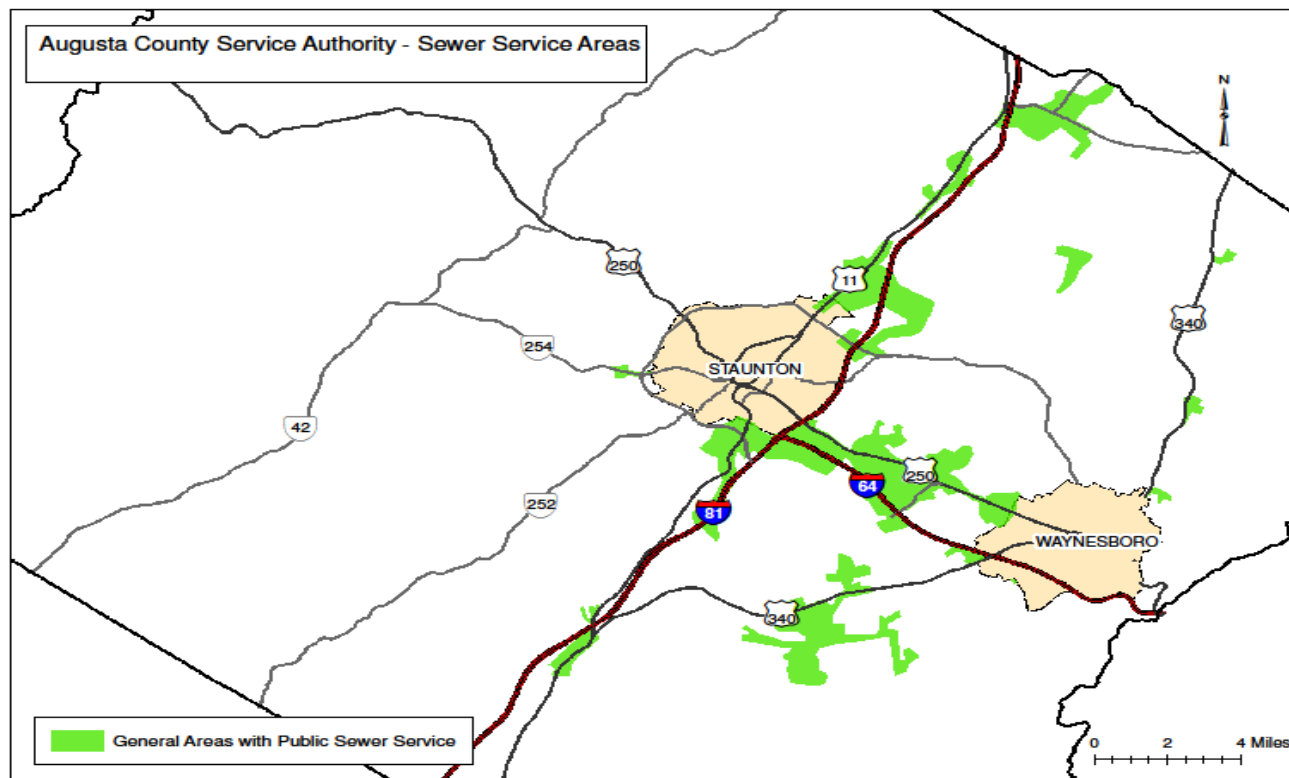 Augusta County Service Authority - Sewer Service Areas
N
250
11
340
254
STAUNTON
42
250
64
252
81
WAYNESBORO
340
General Areas with Public Sewer Service
0 2 4 Miles